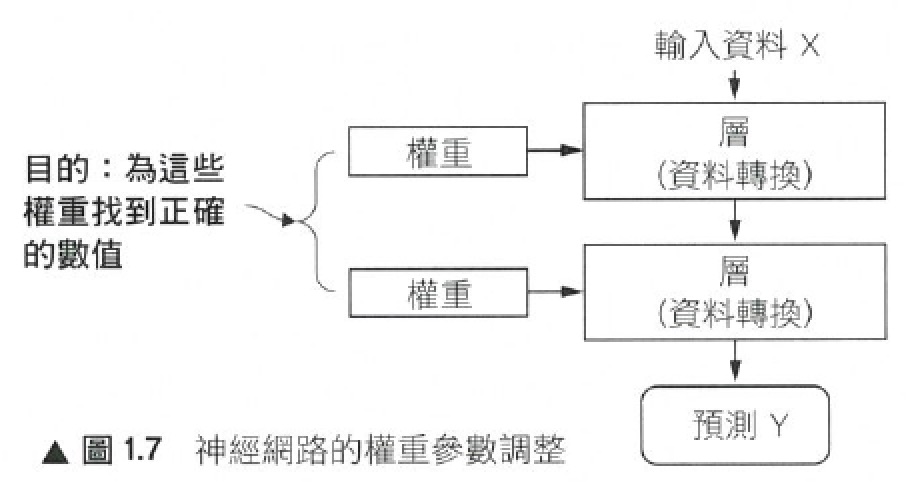 輸入資料 X
權重
層
(資料轉換)
目的：為這些
權重找到正確
的數值
權重
層
(資料轉換)
預測 Y
▲ 圖 1.7 神經網路的權重參數調整